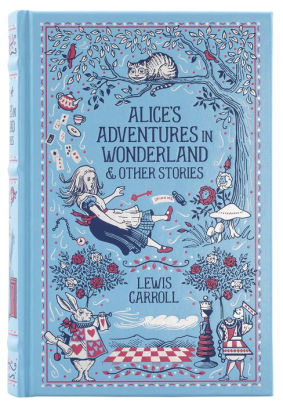 ALICE'S
ADVENTURES IN
WONDERLAND
& OTHER STORIES
LEWIS
CARROLL